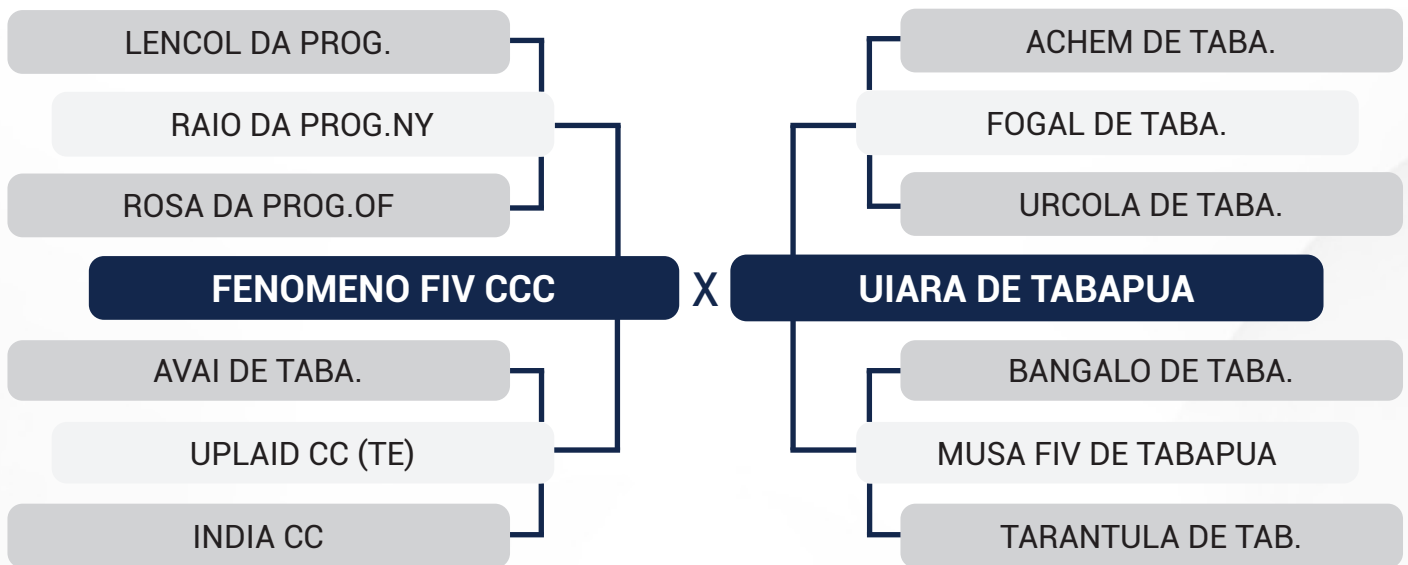 LENCOL DA PROG.
ACHEM DE TABA.
RAIO DA PROG.NY
FOGAL DE TABA.
ROSA DA PROG.OF
URCOLA DE TABA.
FENOMENO FIV CCC X UIARA DE TABAPUA
AVAI DE TABA.
BANGALO DE TABA.
UPLAID CC (TE)
MUSA FIV DE TABAPUA
INDIA CC
TARANTULA DE TAB.